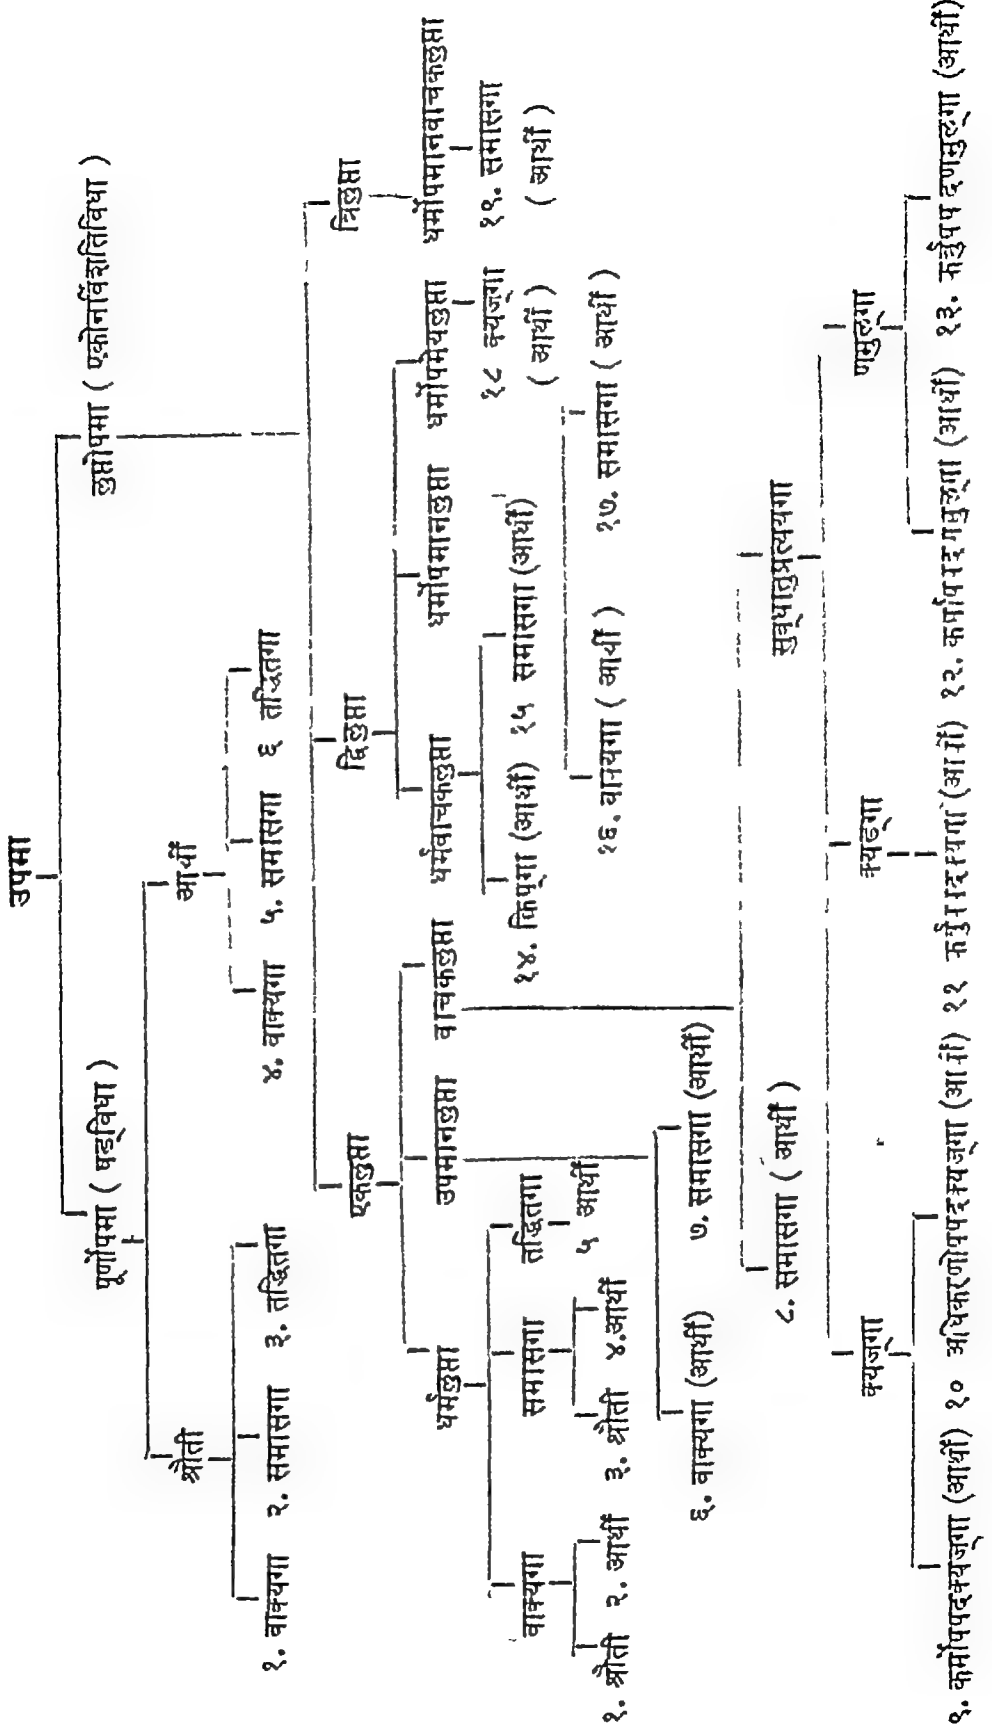 उपमा
पूर्णोपमा ( षड्विधा ) लुप्तोपमा ( एकोनविंशतिविधा )
श्रौती आर्थी
१. वाक्यगा २. समासगा ३. तद्धितगा ४. वाक्यगा ५. समासगा ६ तद्धितगा
एकलुप्ता द्विलुप्ता त्रिलुप्ता
धर्मलुप्ता उपमानलुप्ता वाचकलुप्ता धर्मवाचकलुप्ता धर्मोपमानलुप्ता धर्मोपमेयलुप्ता धर्मोपमानवाचकलुप्ता
वाक्यगा समासगा तद्धितगा १४. क्विप्गा (आर्थी) १५ समासगा (आर्थी) १८ क्यज्गा ( आर्थी ) १९. समासगा ( आर्थी )
१. श्रौती २. आर्थी ३. श्रौती ४.आर्थी ५ आर्थी १६. वाक्यगा ( आर्थी ) १७. समासगा ( आर्थी )
६. वाक्यगा (आर्थी) ७. समासगा (आर्थी)
८. समासगा ( आर्थी ) सुब्धातुप्रत्ययगा
क्यज्गा क्यङ्गा णमुल्गा
९. कर्मोपपदक्यज्गा (आर्थी) १० अधिकरणोपपदक्यज्गा (आर्थी) ११ (आर्थी) १२. (आर्थी) १३. (आर्थी)